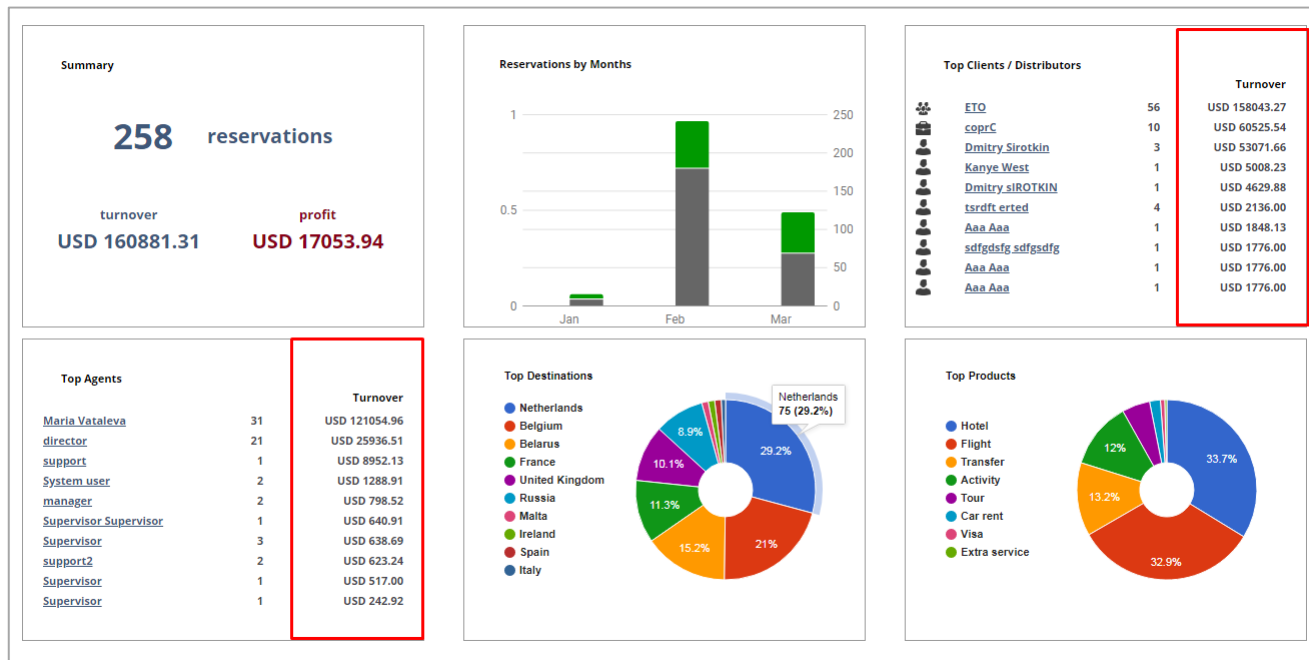 Summary
258 reservations
turnover profit
USD 160881.31 USD 17053.94
Reservations by Months
1 250
200
150
0.5 100
50
0 0
Jan Feb Mar
Top Clients / Distributors
Turnover
ETO 56 USD 158043.27
coprC 10 USD 60525.54
Dmitry Sirotkin 3 USD 53071.66
Kanye West 1 USD 5008.23
Dmitry sIROTKIN 1 USD 4629.88
tsrdft erted 4 USD 2136.00
Aaa Aaa 1 USD 1848.13
sdfgdsfg sdfgsdfg 1 USD 1776.00
Aaa Aaa 1 USD 1776.00
Aaa Aaa 1 USD 1776.00
Top Agents
Turnover
Maria Vataleva 31 USD 121054.96
director 21 USD 25936.51
support 1 USD 8952.13
System user 2 USD 1288.91
manager 2 USD 798.52
Supervisor Supervisor 1 USD 640.91
Supervisor 3 USD 638.69
support2 2 USD 623.24
Supervisor 1 USD 517.00
Supervisor 1 USD 242.92
Top Destinations
Netherlands
Belgium
Belarus
France
United Kingdom
Russia
Malta
Ireland
Spain
Italy
Netherlands
75 (29.2%)
8.9%
29.2%
10.1%
11.3%
15.2%
21%
Top Products
Hotel
Flight
Transfer
Activity
Tour
Car rent
Visa
Extra service
12%
33.7%
13.2%
32.9%